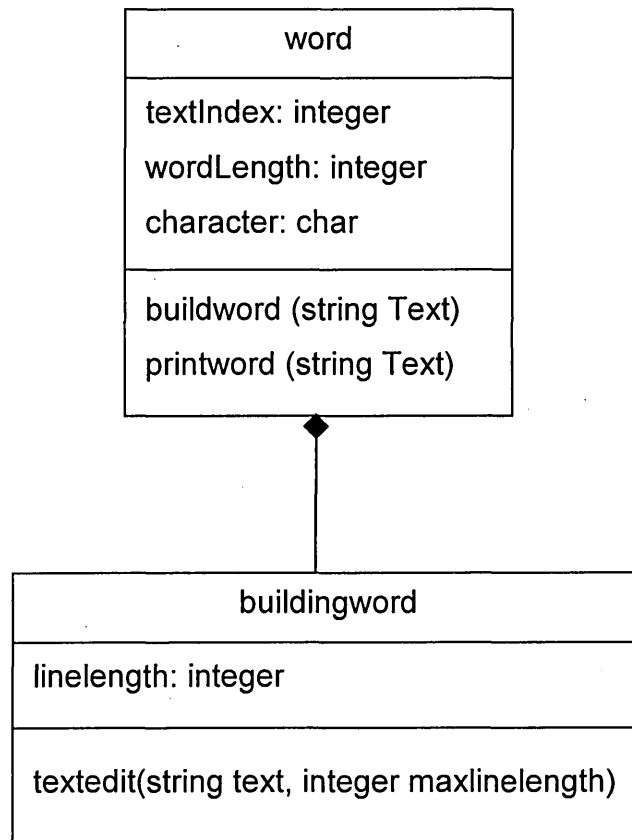 word
textIndex: integer
wordLength: integer
character: char
buildword (string Text)
printword (string Text)
buildingword
linelength: integer
textedit(string text, integer maxlinelength)